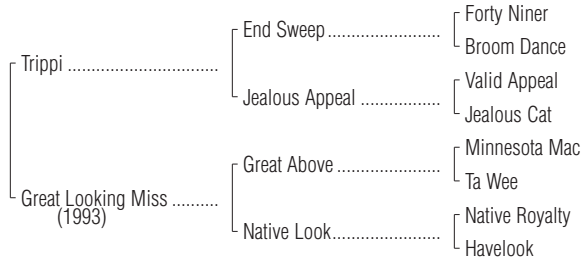 Forty Niner
End Sweep
Broom Dance
Trippi
Valid Appeal
Jealous Appeal
Jealous Cat
Minnesota Mac
Great Above
Ta Wee
Great Looking Miss
(1993)
Native Royalty
Native Look
Havelook